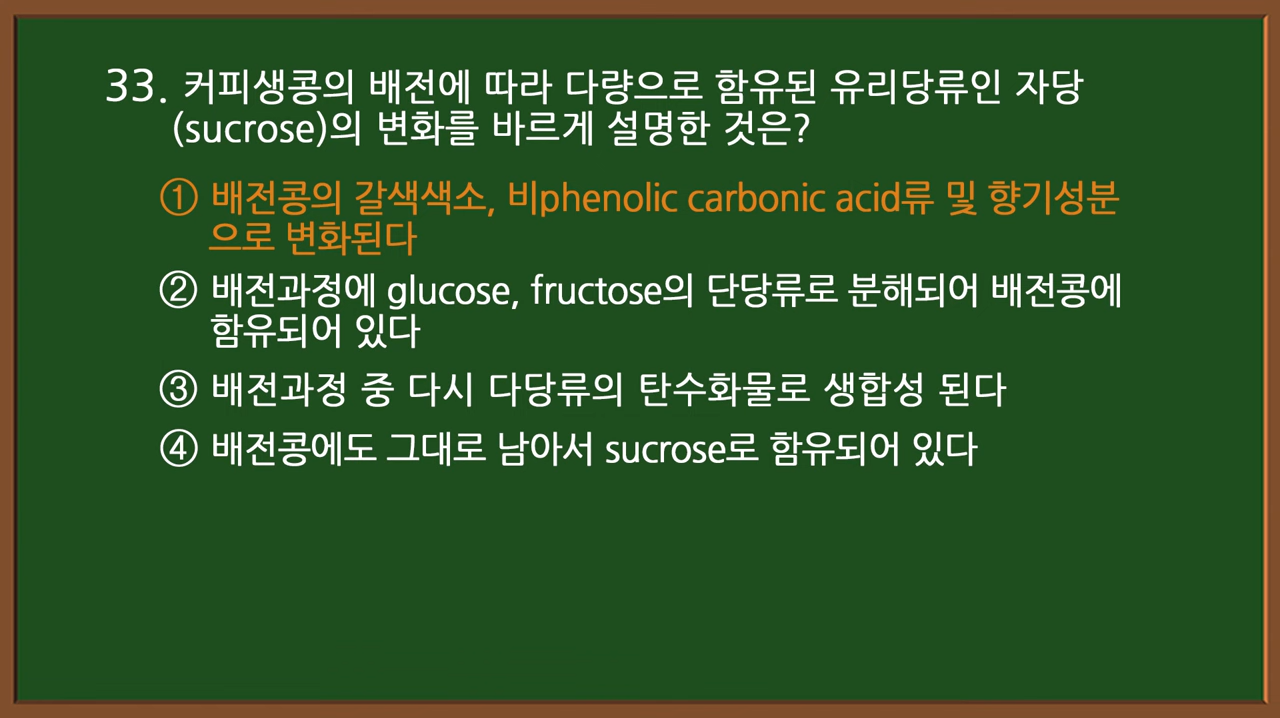 33. 커피생콩의 배전에 따라 다량으로 함유된 유리당류인 자당
(sucrose)의 변화를 바르게 설명한 것은?
① 배전콩의 갈색색소, 비phenolic carbonic acid류 및 향기성분
으로 변화된다
② 배전과정에 glucose, fructose의 단당류로 분해되어 배전콩에
함유되어 있다
③ 배전과정 중 다시 다당류의 탄수화물로 생합성 된다
④ 배전콩에도 그대로 남아서 sucrose로 함유되어 있다